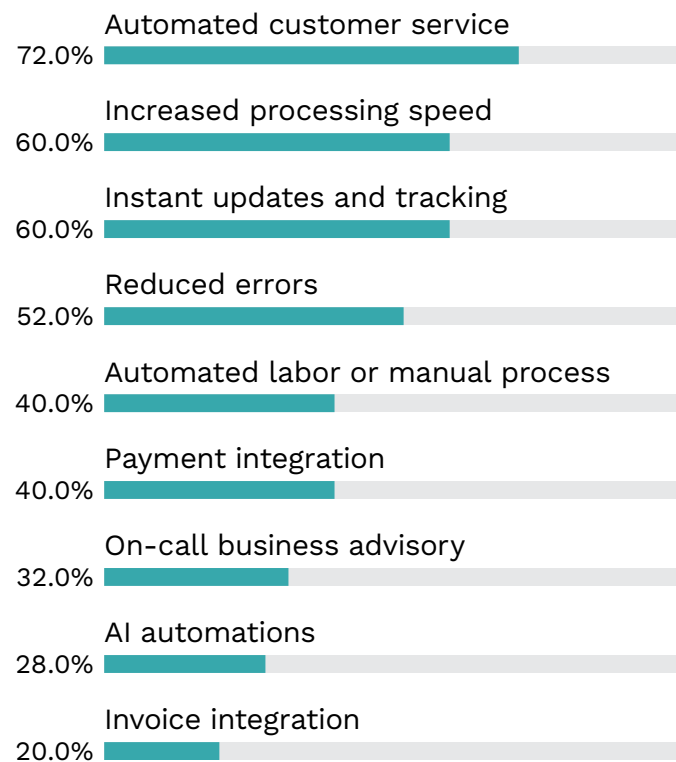 Automated customer service
72.0%
Increased processing speed
60.0%
Instant updates and tracking
60.0%
Reduced errors
52.0%
Automated labor or manual process
40.0%
Payment integration
40.0%
On-call business advisory
32.0%
AI automations
28.0%
Invoice integration
20.0%